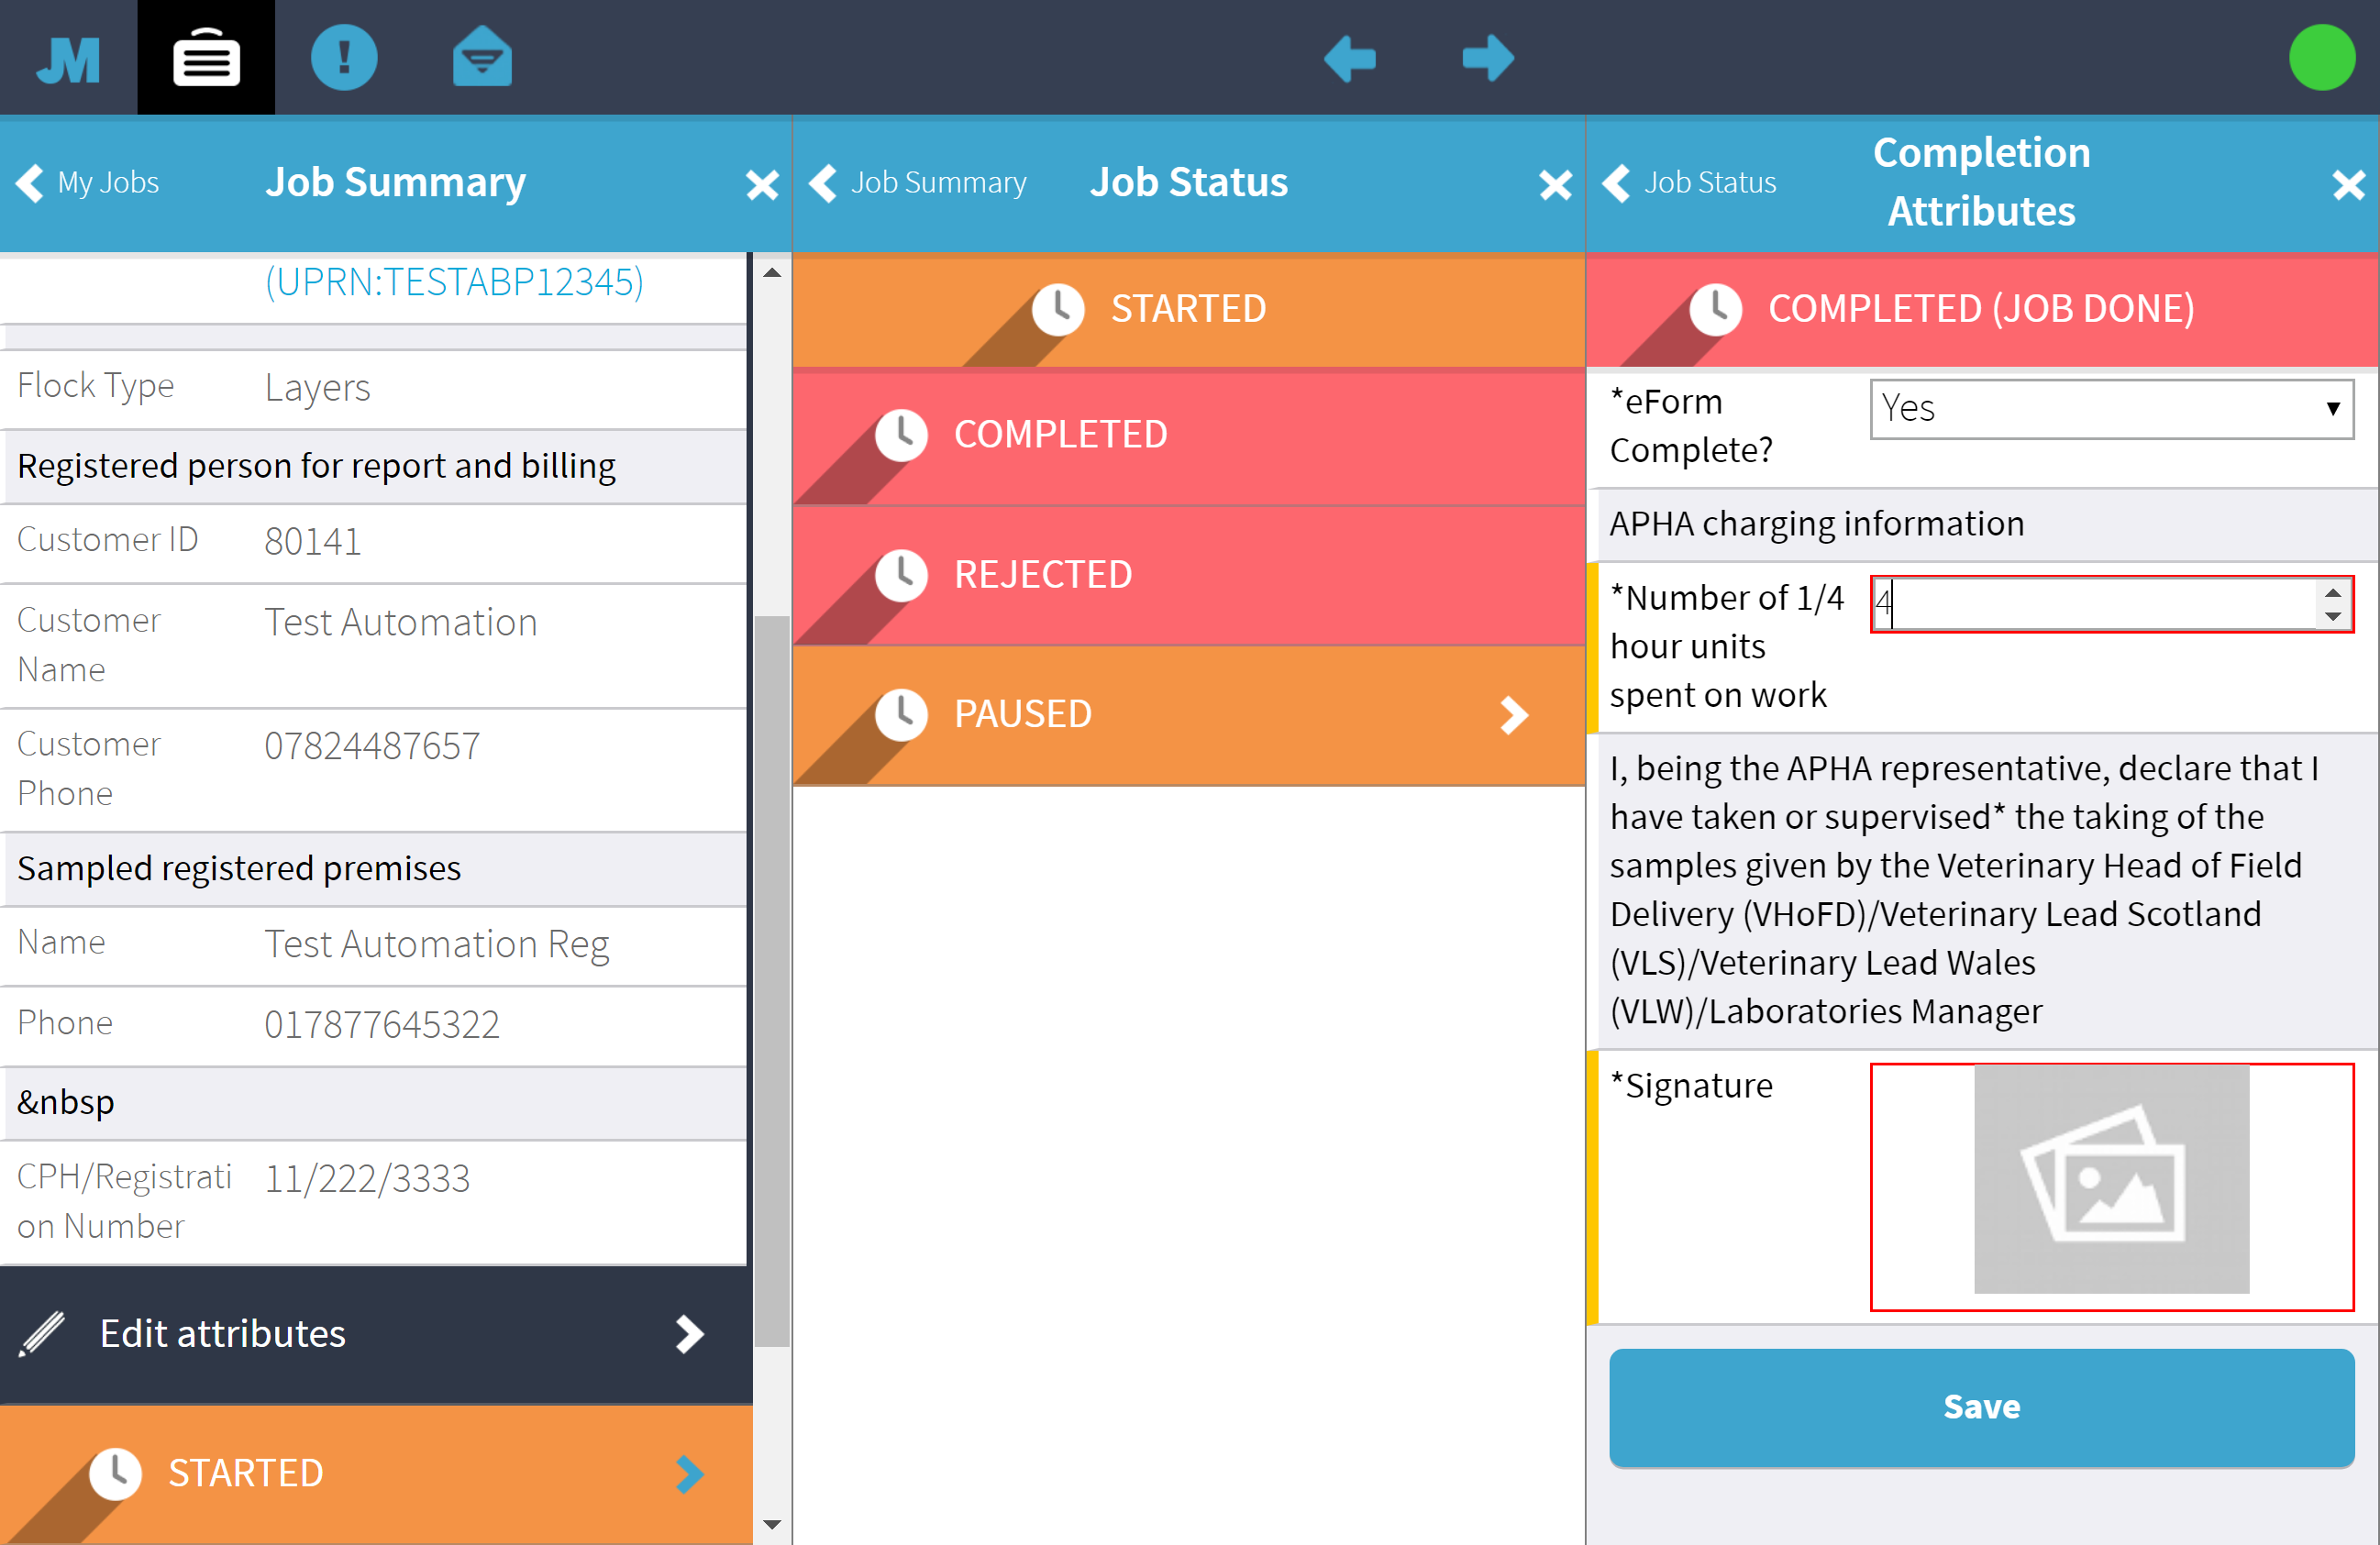 JM
My Jobs
Job Summary
(UPRN:TESTABP12345)
Flock Type
Layers
Registered person for report and billing
Customer ID
80141
Customer
Name
Test Automation
Customer
Phone
07824487657
Sampled registered premises
Name
Test Automation Reg
Phone
017877645322
&nbsp
CPH/Registrati
on Number
11/222/3333
Edit attributes
STARTED
Job Summary
Job Status
STARTED
COMPLETED
REJECTED
PAUSED
Job Status
Completion
Attributes
COMPLETED (JOB DONE)
*eForm
Complete?
Yes
APHA charging information
*Number of 1/4
hour units
spent on work
4
I, being the APHA representative, declare that I
have taken or supervised* the taking of the
samples given by the Veterinary Head of Field
Delivery (VHoFD)/Veterinary Lead Scotland
(VLS)/Veterinary Lead Wales
(VLW)/Laboratories Manager
*Signature
Save